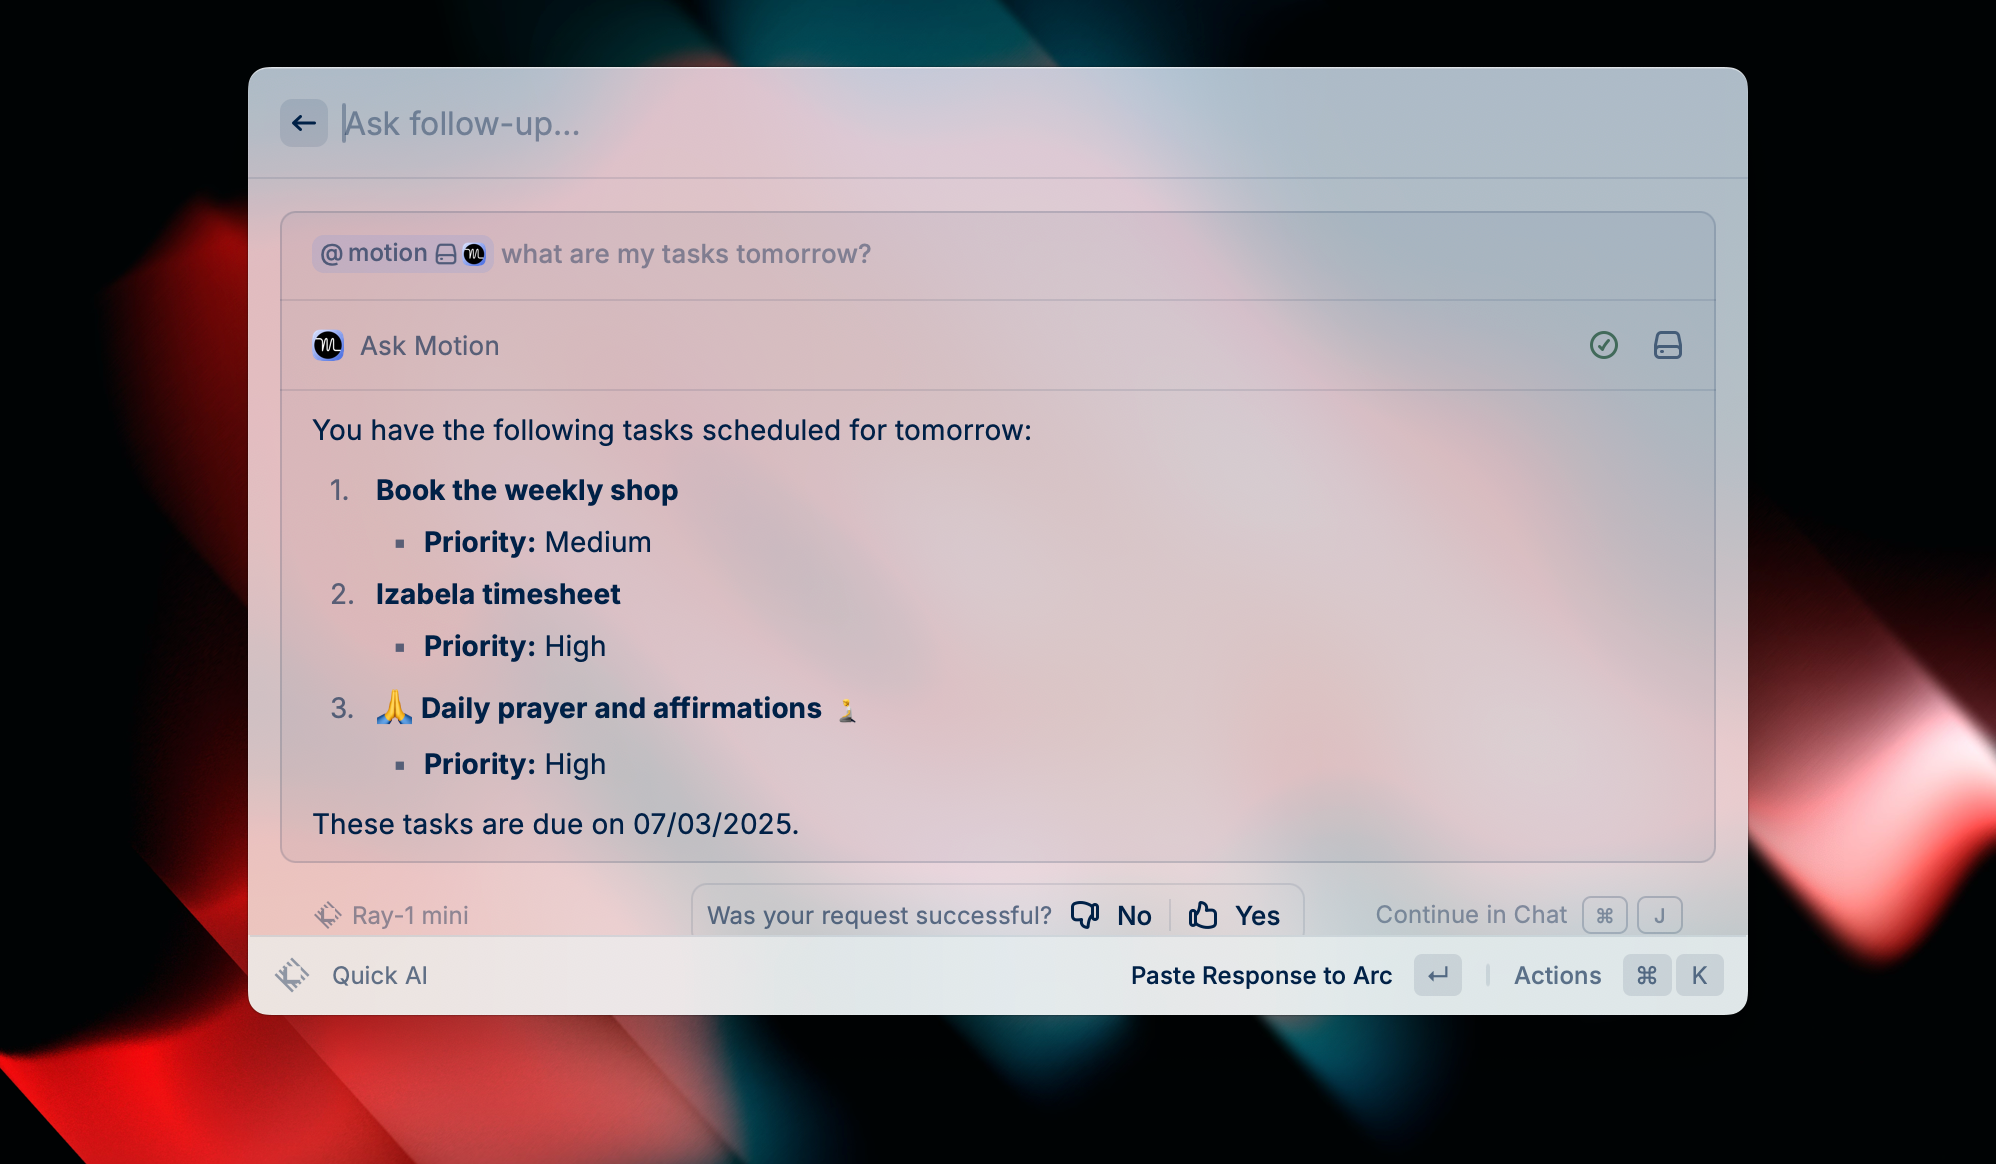 Ask follow-up...
@motion what are my tasks tomorrow?
Ask Motion
You have the following tasks scheduled for tomorrow:
1. Book the weekly shop
▪ Priority: Medium
2. Izabela timesheet
▪ Priority: High
3. 🙏 Daily prayer and affirmations 🕯️
▪ Priority: High
These tasks are due on 07/03/2025.
Ray-1 mini
Was your request successful? No Yes
Continue in Chat ⌘ J
Quick AI
Paste Response to Arc ↵
Actions ⌘ K